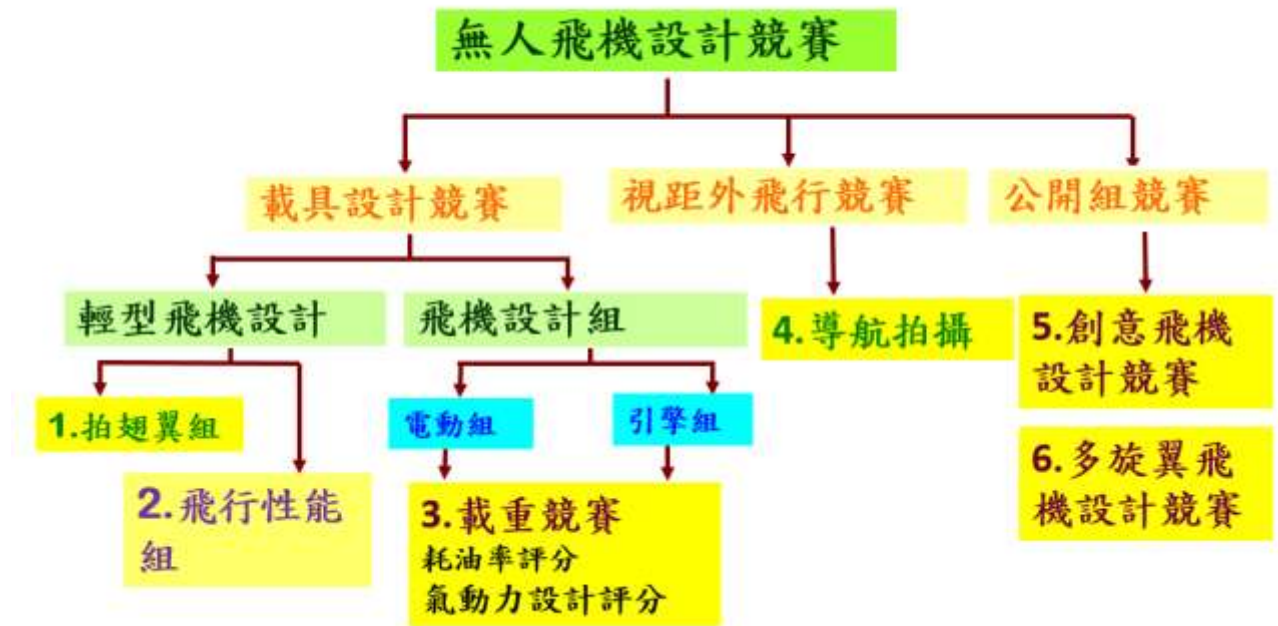 無人飛機設計競賽
載具設計競賽
視距外飛行競賽
公開組競賽
輕型飛機設計
飛機設計組
4.導航拍攝
5.創意飛機
設計競賽
1.拍翅翼組
電動組
引擎組
2.飛行性能
組
3.載重競賽
耗油率評分
氣動力設計評分
6.多旋翼飛
機設計競賽